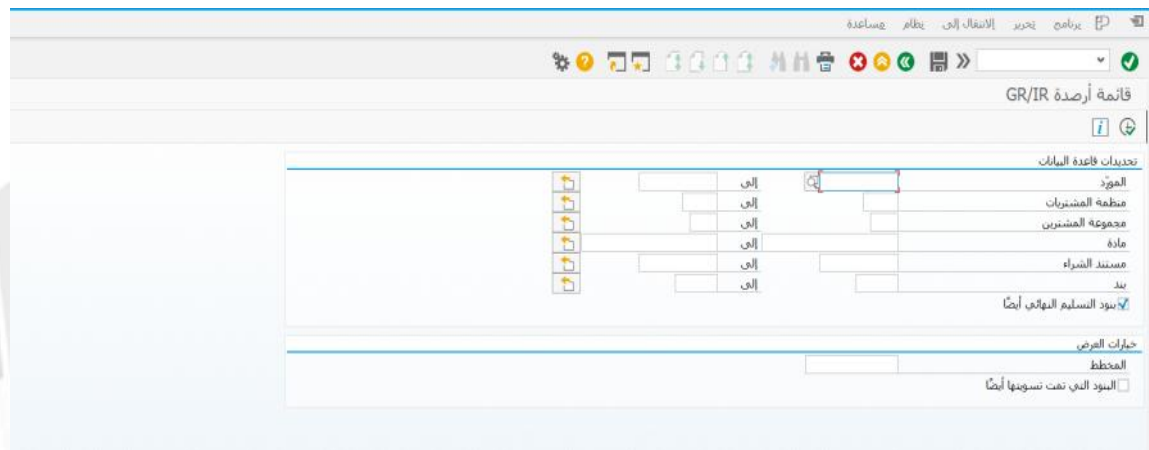 برنامج تحرير الانتقال إلى نظام مساعدة
قائمة أرصدة GR/IR
تحديدات قاعدة البيانات
المورّد إلى
منظمة المشتريات إلى
مجموعة المشترين إلى
مادة إلى
مستند الشراء إلى
بند إلى
بنود التسليم النهائي أيضًا
خيارات العرض
المخطط
البنود التي تمت تسويتها أيضًا